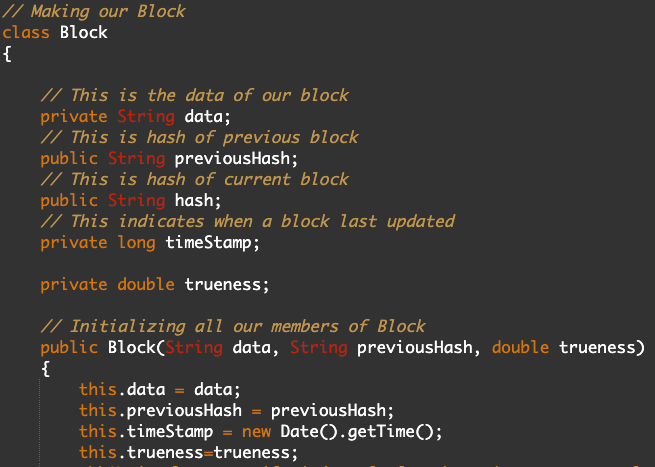 // Making our Block
class Block
{
// This is the data of our block
private String data;
// This is hash of previous block
public String previousHash;
// This is hash of current block
public String hash;
// This indicates when a block last updated
private long timeStamp;
private double trueness;
// Initializing all our members of Block
public Block(String data, String previousHash, double trueness)
{
this.data = data;
this.previousHash = previousHash;
this.timeStamp = new Date().getTime();
this.trueness=trueness;